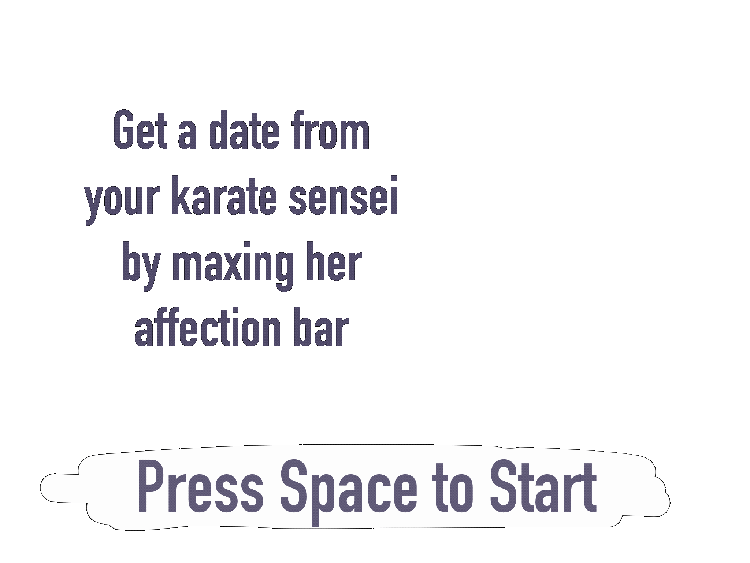 Get a date from
your karate sensei
by maxing her
affection bar
Press Space to Start